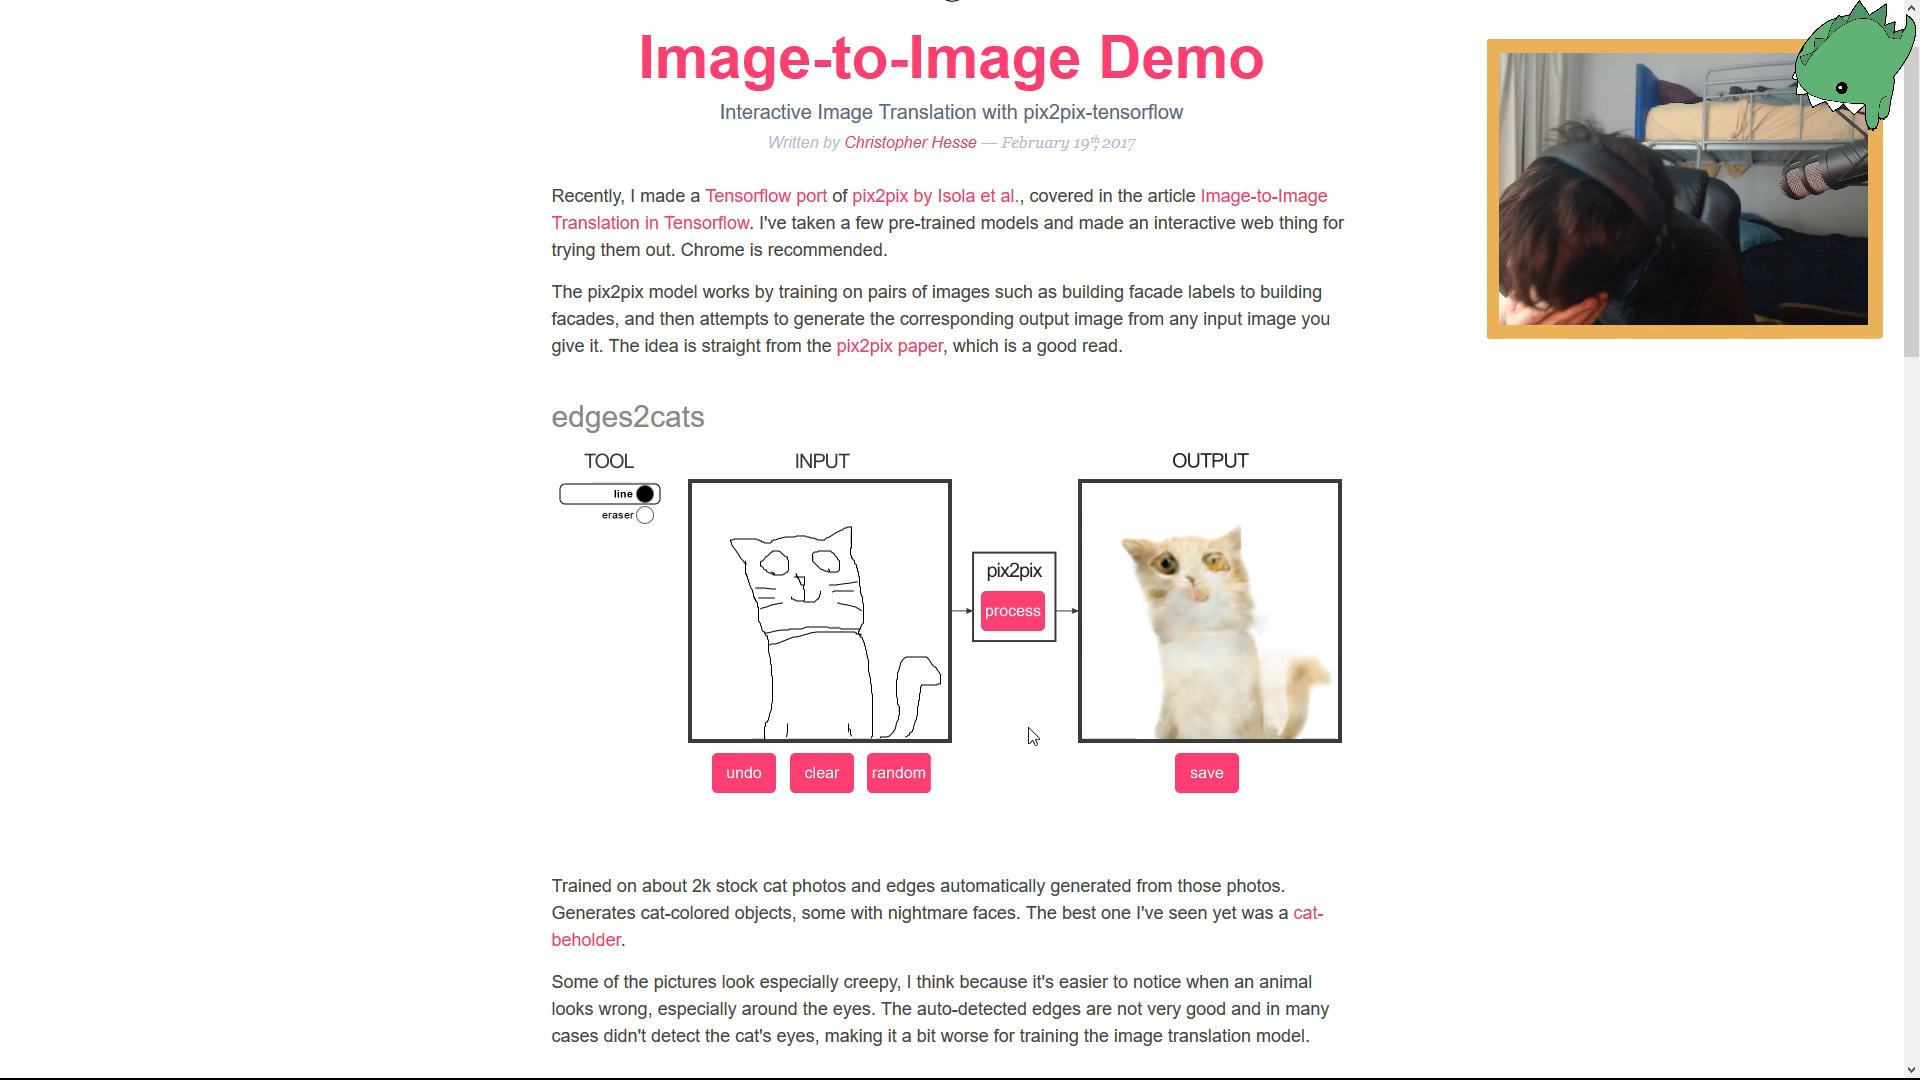 Image-to-Image Demo
Interactive Image Translation with pix2pix-tensorflow
Written by Christopher Hesse — February 19th, 2017
Recently, I made a Tensorflow port of pix2pix by Isola et al., covered in the article Image-to-Image
Translation in Tensorflow. I've taken a few pre-trained models and made an interactive web thing for
trying them out. Chrome is recommended.
The pix2pix model works by training on pairs of images such as building facade labels to building
facades, and then attempts to generate the corresponding output image from any input image you
give it. The idea is straight from the pix2pix paper, which is a good read.
edges2cats
TOOL
INPUT
OUTPUT
line
eraser
pix2pix
process
undo
clear
random
save
Trained on about 2k stock cat photos and edges automatically generated from those photos.
Generates cat-colored objects, some with nightmare faces. The best one I've seen yet was a cat-
beholder.
Some of the pictures look especially creepy, I think because it's easier to notice when an animal
looks wrong, especially around the eyes. The auto-detected edges are not very good and in many
cases didn't detect the cat's eyes, making it a bit worse for training the image translation model.